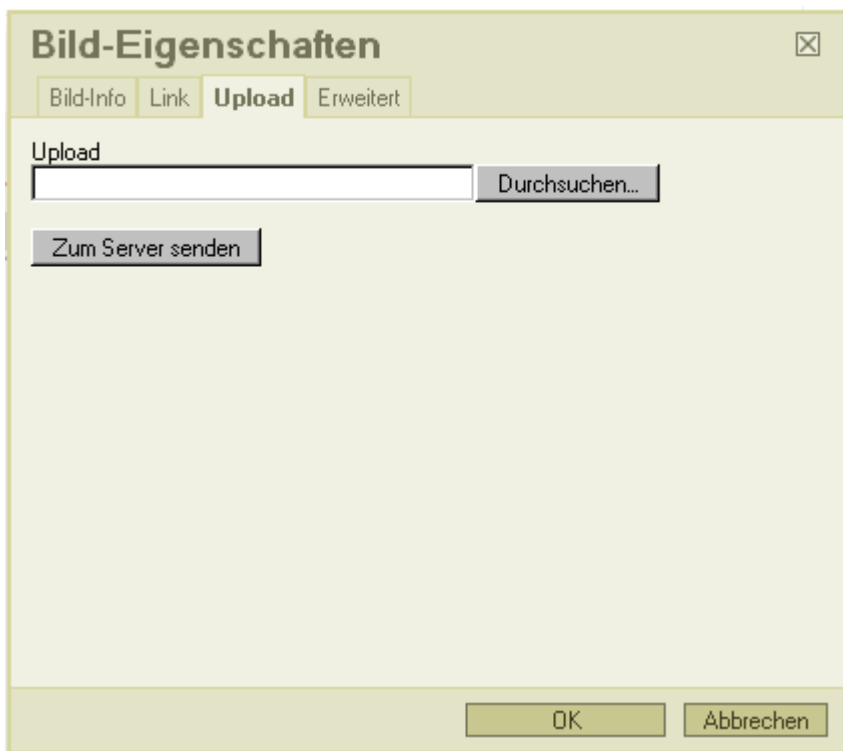 Bild-Eigenschaften
Bild-Info Link Upload Erweitert
Upload
Durchsuchen...
Zum Server senden
OK Abbrechen